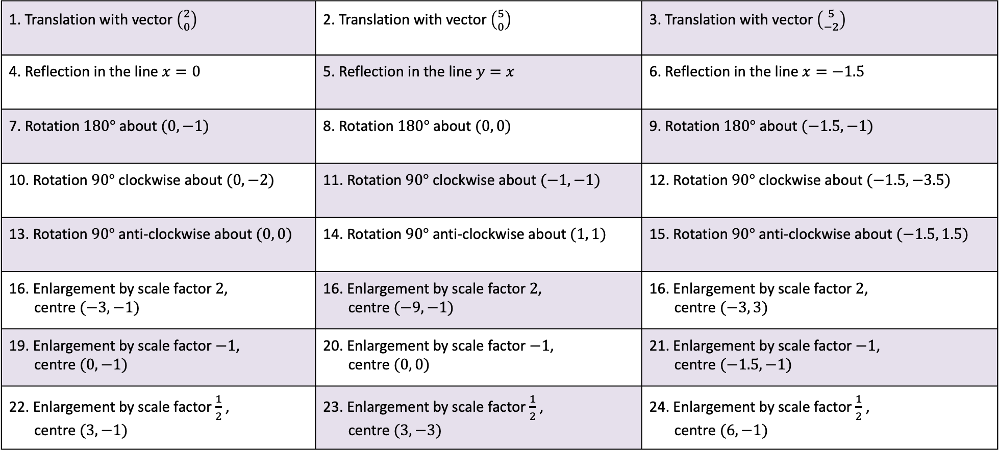 1. Translation with vector (2 0)
2. Translation with vector (5 0)
3. Translation with vector (5 −2)
4. Reflection in the line x = 0
5. Reflection in the line y = x
6. Reflection in the line x = −1.5
7. Rotation 180° about (0, −1)
8. Rotation 180° about (0, 0)
9. Rotation 180° about (−1.5, −1)
10. Rotation 90° clockwise about (0, −2)
11. Rotation 90° clockwise about (−1, −1)
12. Rotation 90° clockwise about (−1.5, −3.5)
13. Rotation 90° anti-clockwise about (0, 0)
14. Rotation 90° anti-clockwise about (1, 1)
15. Rotation 90° anti-clockwise about (−1.5, 1.5)
16. Enlargement by scale factor 2,
centre (−3, −1)
16. Enlargement by scale factor 2,
centre (−9, −1)
16. Enlargement by scale factor 2,
centre (−3, 3)
19. Enlargement by scale factor −1,
centre (0, −1)
20. Enlargement by scale factor −1,
centre (0, 0)
21. Enlargement by scale factor −1,
centre (−1.5, −1)
22. Enlargement by scale factor 1/2,
centre (3, −1)
23. Enlargement by scale factor 1/2,
centre (3, −3)
24. Enlargement by scale factor 1/2,
centre (6, −1)